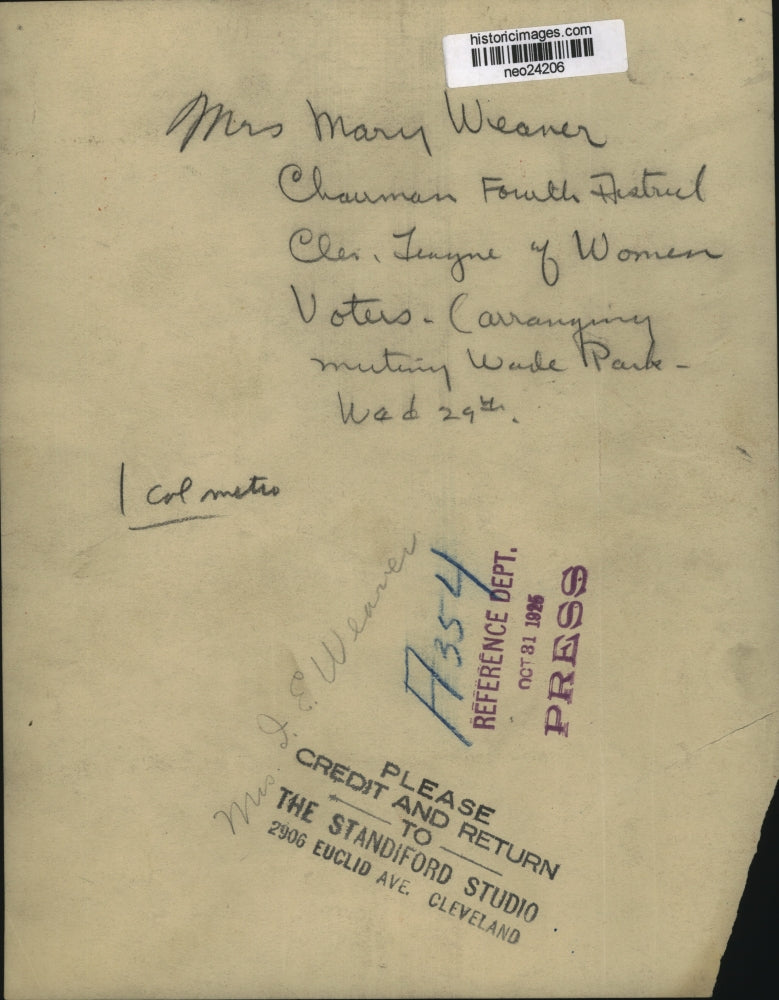 historicimages.com
neo24206
Mrs Mary Weaver
Chairman Fourth District
Clev. League of Women
Voters - (arranging
meeting Wade Park -
Wed 29th.
1 col metro
Mrs. I. E. Weaver
A354
REFERENCE DEPT.
OCT 31 1925
PRESS
PLEASE
CREDIT AND RETURN
TO
THE STANDIFORD STUDIO
2906 EUCLID AVE. CLEVELAND